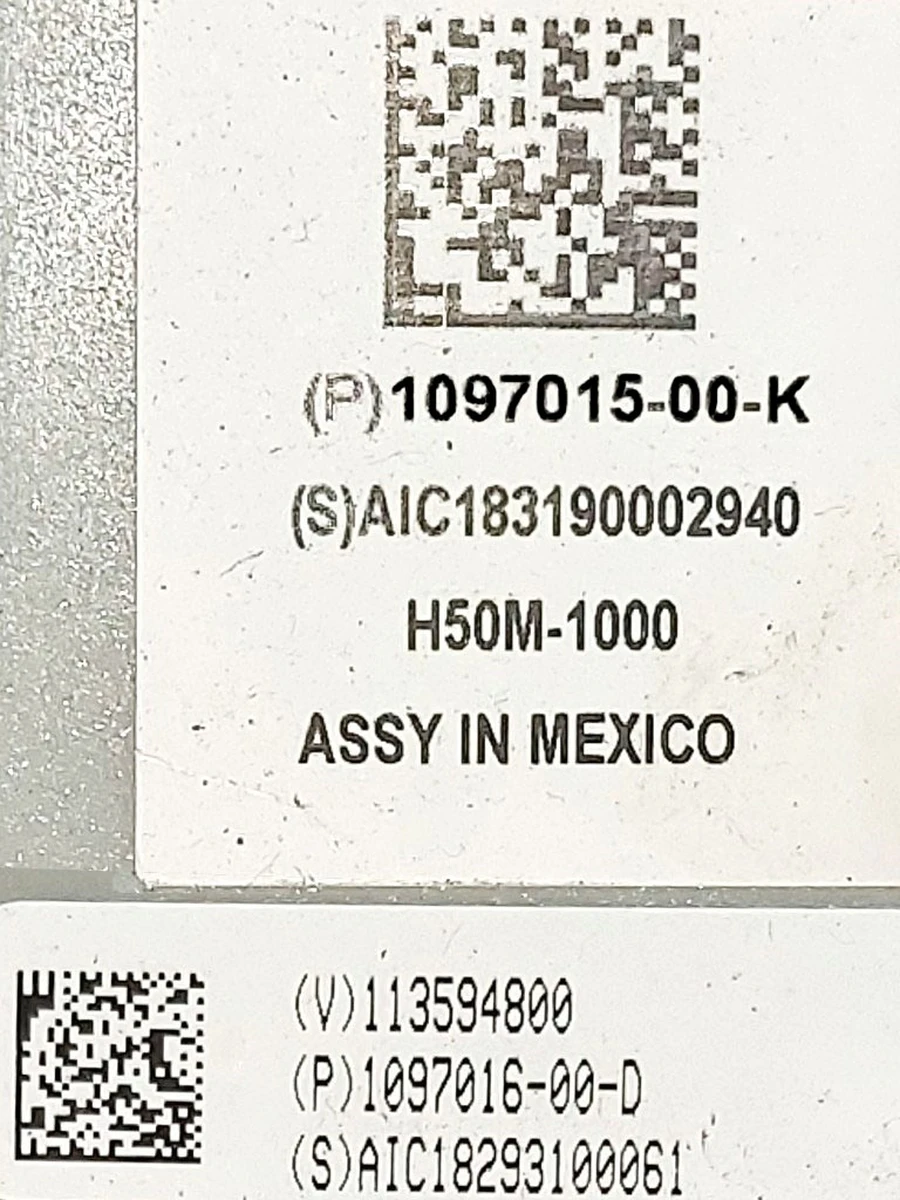 (P)1097015-00-K
(S)AIC183190002940
H50M-1000
ASSY IN MEXICO
(V)113594800
(P)1097016-00-D
(S)AIC18293100061